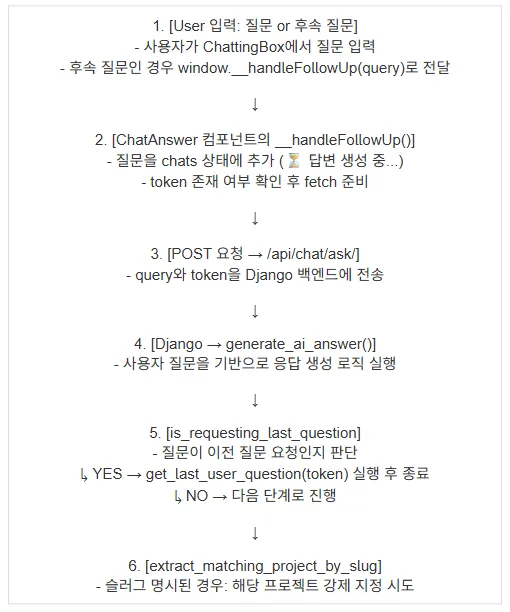 1. [User 입력: 질문 or 후속 질문]
- 사용자가 ChattingBox에서 질문 입력
- 후속 질문인 경우 window.__handleFollowUp(query)로 전달
↓
2. [ChatAnswer 컴포넌트의 __handleFollowUp()]
- 질문을 chats 상태에 추가 (⏳ 답변 생성 중...)
- token 존재 여부 확인 후 fetch 준비
↓
3. [POST 요청 → /api/chat/ask/]
- query와 token을 Django 백엔드에 전송
↓
4. [Django → generate_ai_answer()]
- 사용자 질문을 기반으로 응답 생성 로직 실행
↓
5. [is_requesting_last_question]
- 질문이 이전 질문 요청인지 판단
↳ YES → get_last_user_question(token) 실행 후 종료
↳ NO → 다음 단계로 진행
↓
6. [extract_matching_project_by_slug]
- 슬러그 명시된 경우: 해당 프로젝트 강제 지정 시도